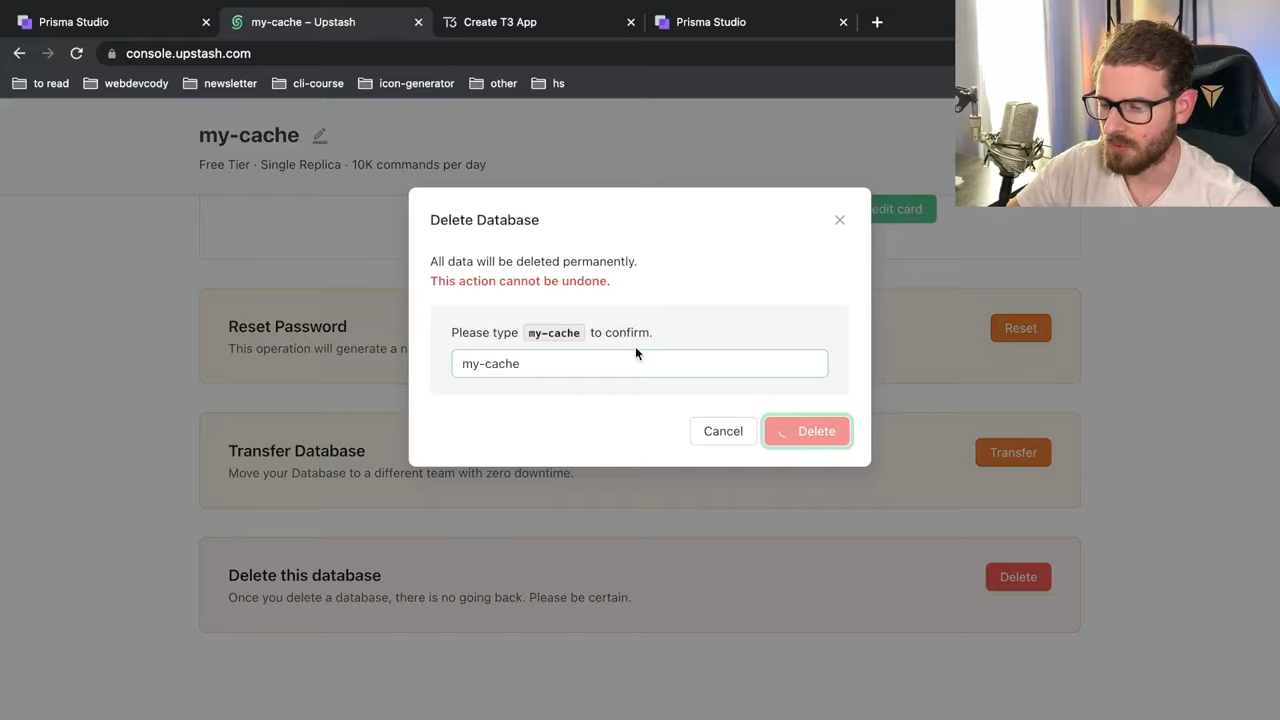 Prisma Studio
my-cache – Upstash
Create T3 App
Prisma Studio
console.upstash.com
to read
webdevcody
newsletter
cli-course
icon-generator
other
hs
my-cache
Free Tier · Single Replica · 10K commands per day
edit card
Delete Database
All data will be deleted permanently.
This action cannot be undone.
Please type my-cache to confirm.
my-cache
Cancel
Delete
Reset Password
This operation will generate a n
Reset
Transfer Database
Move your Database to a different team with zero downtime.
Transfer
Delete this database
Once you delete a database, there is no going back. Please be certain.
Delete